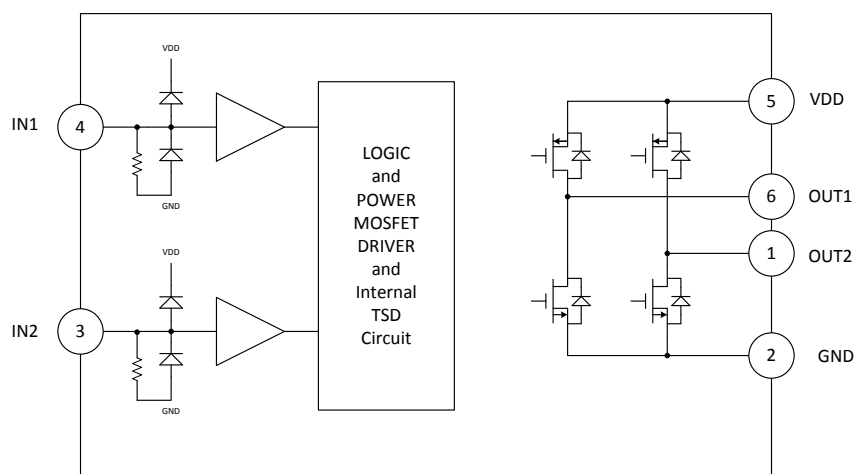 VDD
IN1
4
GND
VDD
IN2
3
GND
LOGIC
and
POWER
MOSFET
DRIVER
and
Internal
TSD
Circuit
5
VDD
6
OUT1
1
OUT2
2
GND